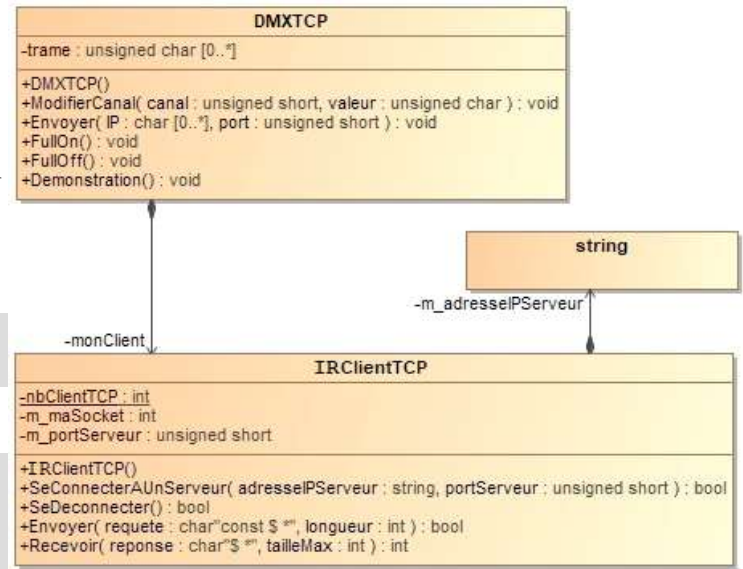 DMXTCP
-trame : unsigned char [0..*]
+DMXTCP()
+ModifierCanal( canal : unsigned short, valeur : unsigned char ) : void
+Envoyer( IP : char [0..*], port : unsigned short ) : void
+FullOn() : void
+FullOff() : void
+Demonstration() : void
string
-m_adresseIPServeur
-monClient
IRClientTCP
-nbClientTCP : int
-m_maSocket : int
-m_portServeur : unsigned short
+IRClientTCP()
+SeConnecterAUnServeur( adresseIPServeur : string, portServeur : unsigned short ) : bool
+SeDeconnecter() : bool
+Envoyer( requete : char"const $ *", longueur : int ) : bool
+Recevoir( reponse : char"$ *", tailleMax : int ) : int